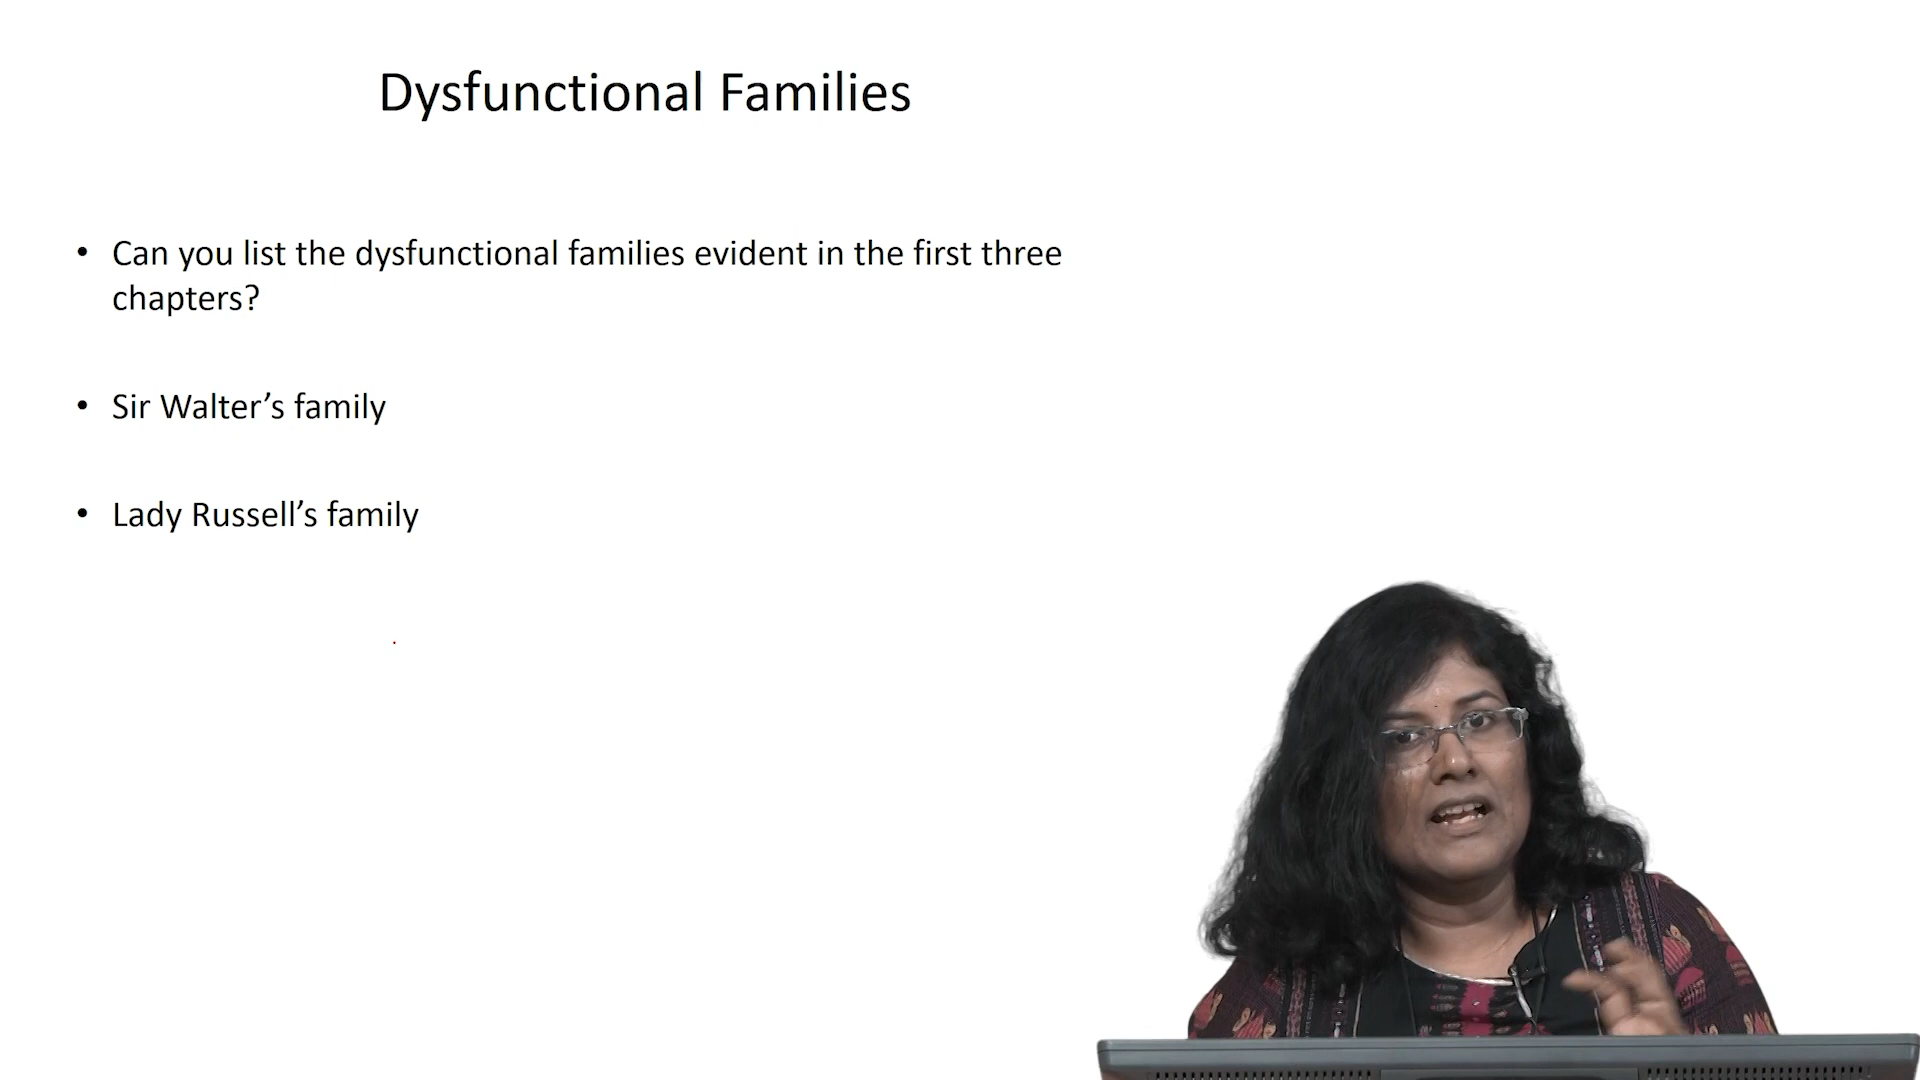 Dysfunctional Families
• Can you list the dysfunctional families evident in the first three
chapters?
• Sir Walter’s family
• Lady Russell’s family